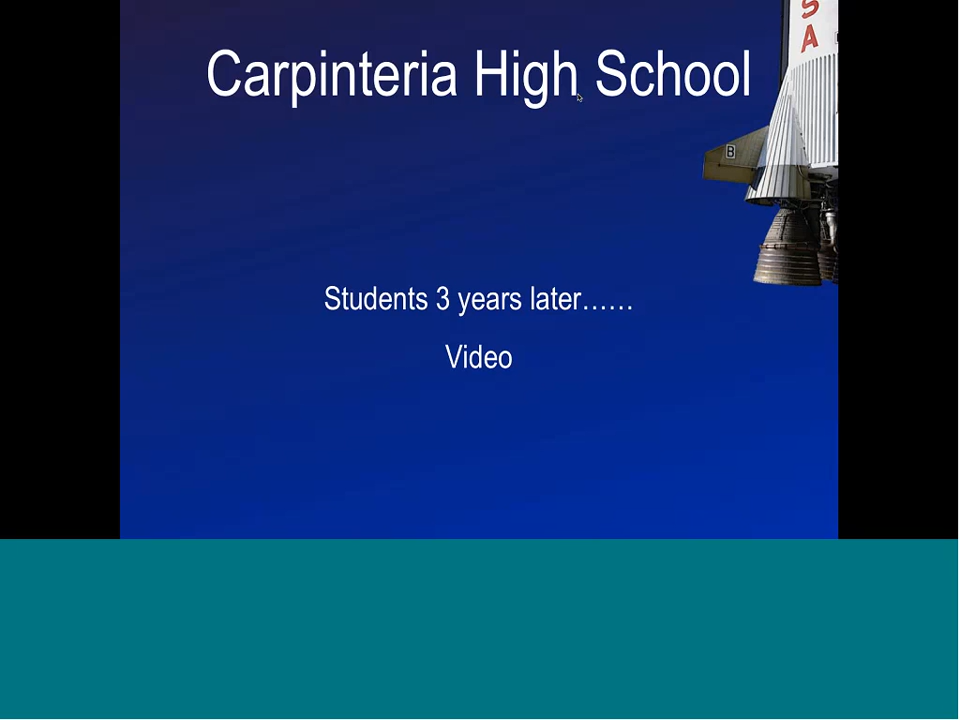 S
A
Carpinteria High School
B
Students 3 years later……
Video